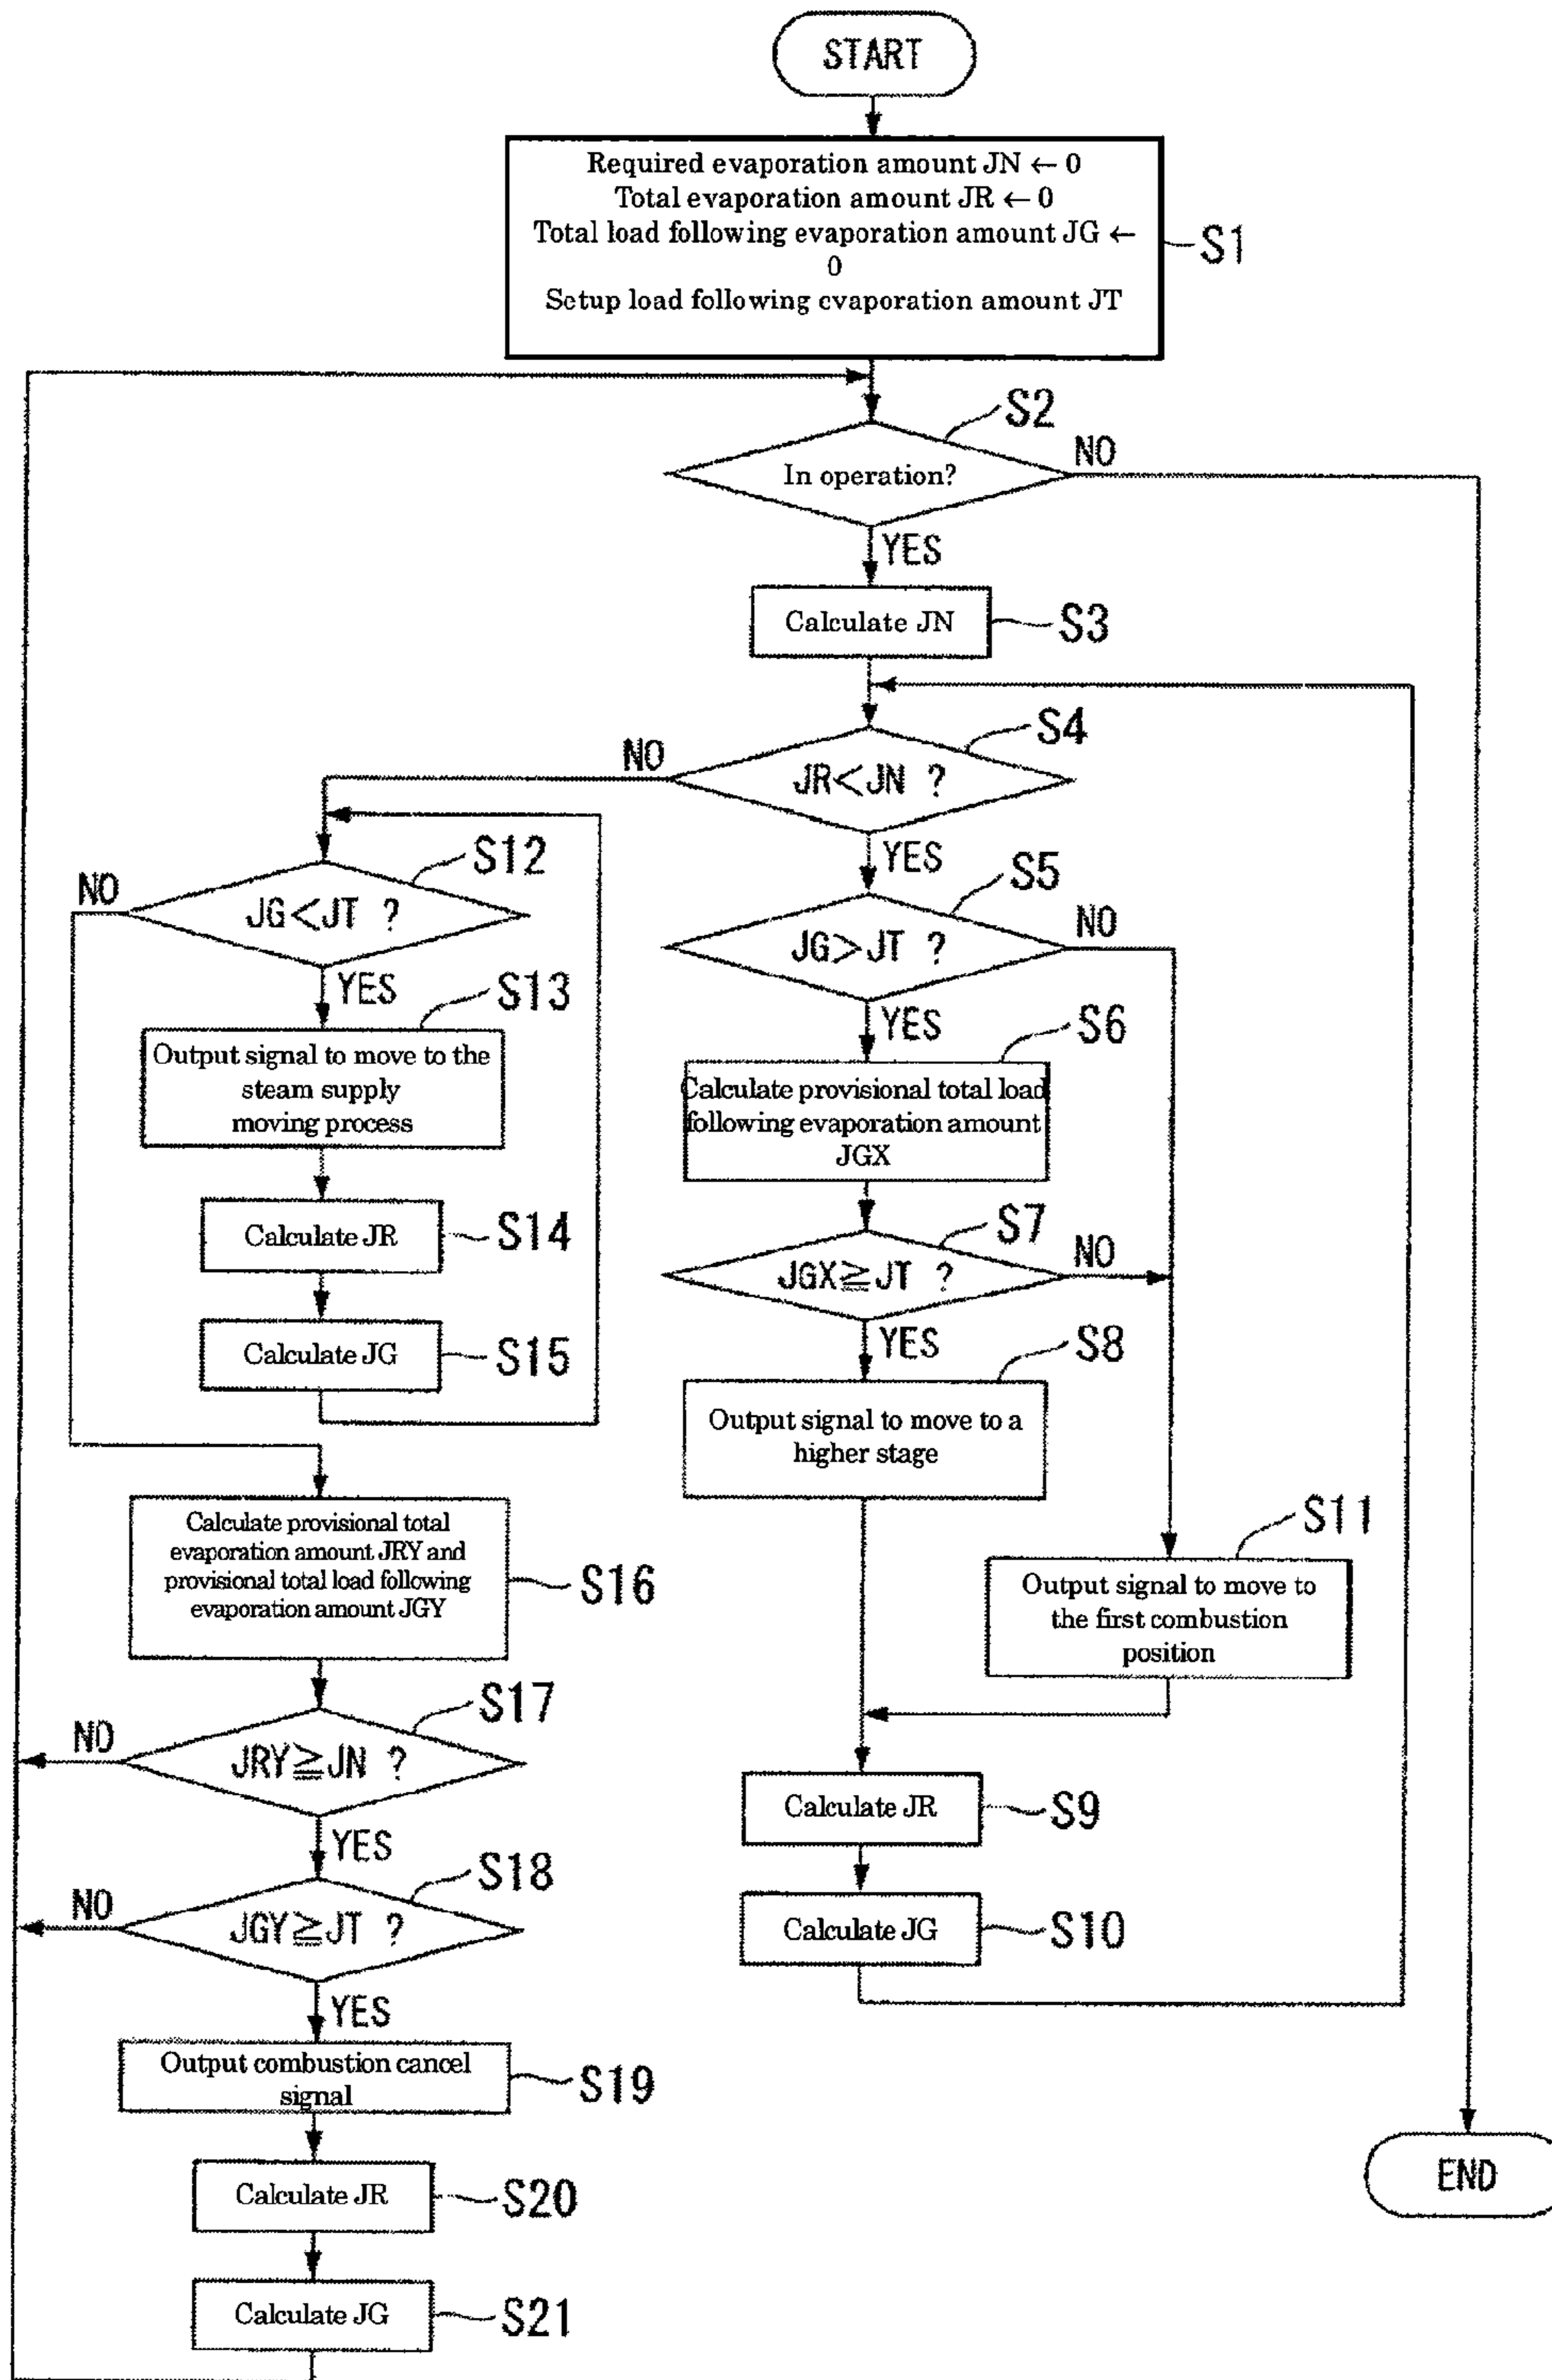 START
Required evaporation amount JN ← 0
Total evaporation amount JR ← 0
Total load following evaporation amount JG ←
0
Setup load following evaporation amount JT
S1
S2
In operation?
NO
YES
Calculate JN
S3
S4
NO
JR<JN ?
YES
S12
NO
JG<JT ?
YES
S5
JG>JT ?
NO
YES
S13
Output signal to move to the
steam supply
moving process
S6
Calculate provisional total load
following evaporation amount
JGX
Calculate JR
S14
S7
JGX≧JT ?
NO
YES
Calculate JG
S15
S8
Output signal to move to a
higher stage
Calculate provisional total
evaporation amount JRY and
provisional total load following
evaporation amount JGY
S16
S11
Output signal to move to
the first combustion
position
S17
NO
JRY≧JN ?
YES
Calculate JR
S9
S18
NO
JGY≧JT ?
YES
Calculate JG
S10
Output combustion cancel
signal
S19
Calculate JR
S20
END
Calculate JG
S21